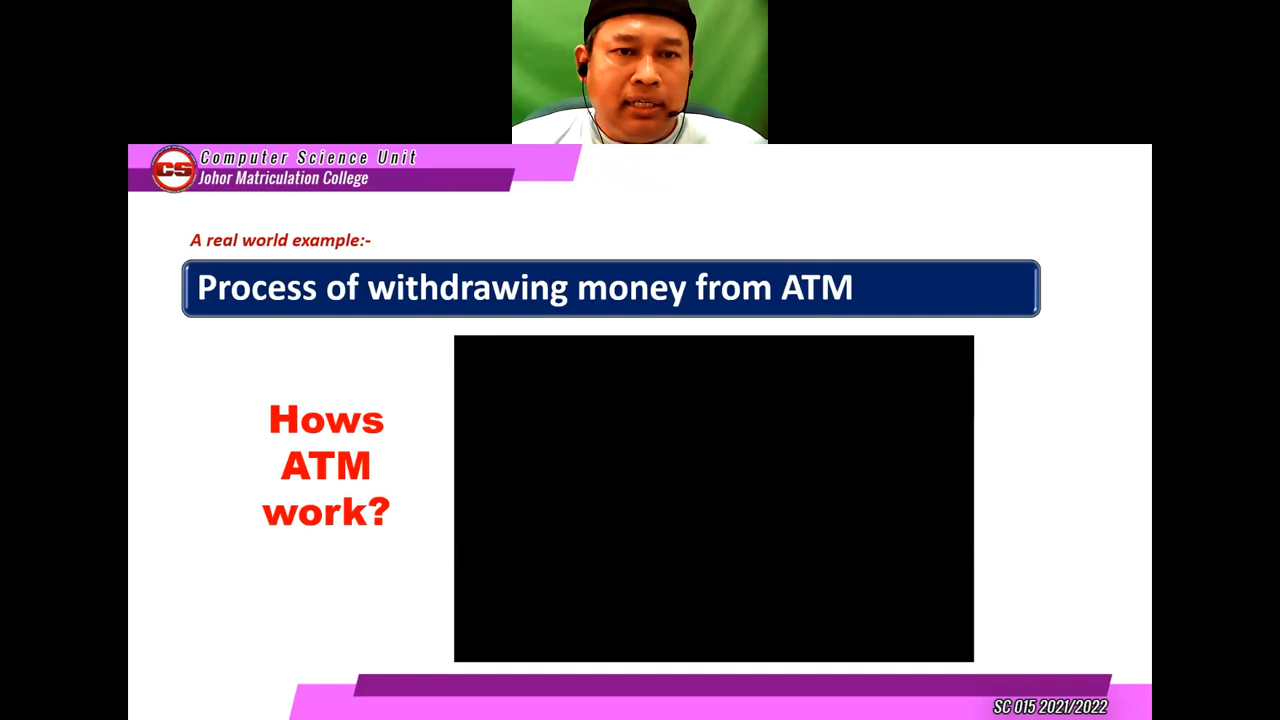 CS
Computer Science Unit
Johor Matriculation College
A real world example:-
Process of withdrawing money from ATM
Hows
ATM
work?
SC 015 2021/2022